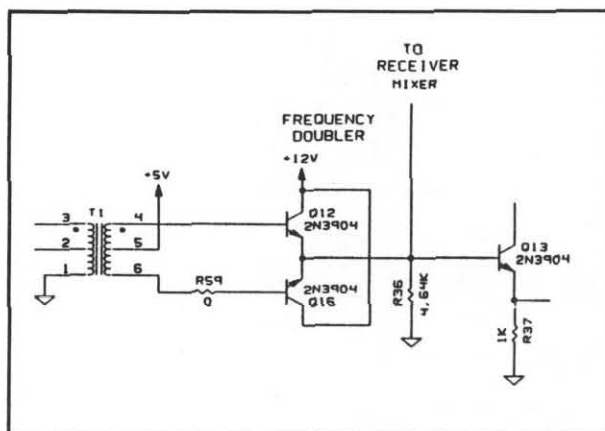 TO
RECEIVER
MIXER
FREQUENCY
DOUBLER
+12V
+5V
3 T1 4
2 5
1 6
Q12
2N3904
Q13
2N3904
R59
0
2N3904
Q16
R36
4.64K
1K
R37